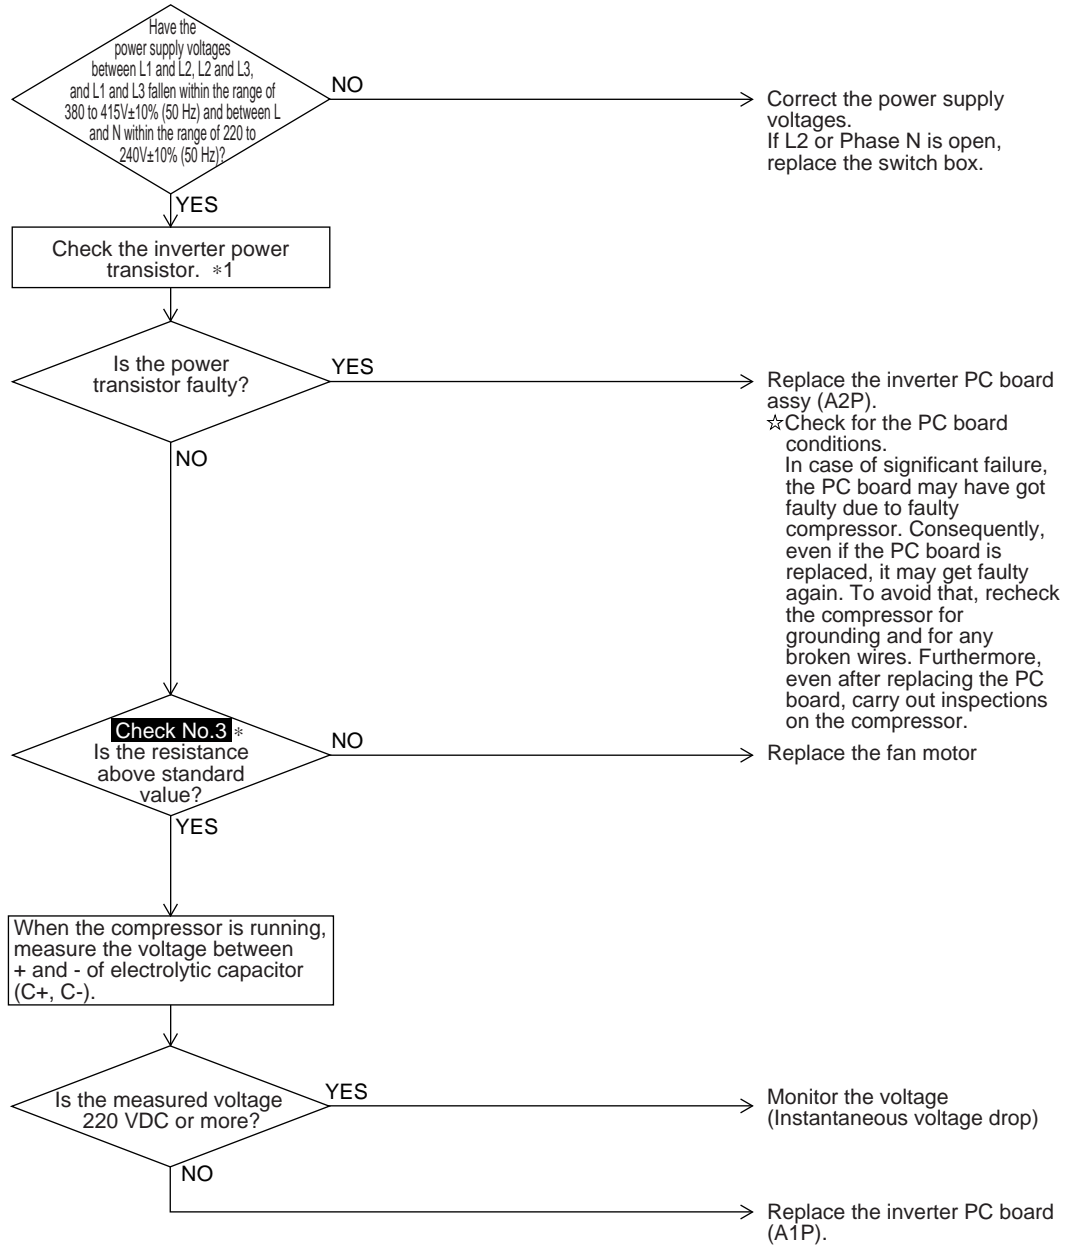 Have the
power supply voltages
between L1 and L2, L2 and L3,
and L1 and L3 fallen within the range of
380 to 415V±10% (50 Hz) and between L
and N within the range of 220 to
240V±10% (50 Hz)?
NO
Correct the power supply
voltages.
If L2 or Phase N is open,
replace the switch box.
YES
Check the inverter power
transistor. *1
Is the power
transistor faulty?
YES
Replace the inverter PC board
assy (A2P).
☆Check for the PC board
conditions.
In case of significant failure,
the PC board may have got
faulty due to faulty
compressor. Consequently,
even if the PC board is
replaced, it may get faulty
again. To avoid that, recheck
the compressor for
grounding and for any
broken wires. Furthermore,
even after replacing the PC
board, carry out inspections
on the compressor.
NO
Check No.3 *
Is the resistance
above standard
value?
NO
Replace the fan motor
YES
When the compressor is running,
measure the voltage between
+ and - of electrolytic capacitor
(C+, C-).
Is the measured voltage
220 VDC or more?
YES
Monitor the voltage
(Instantaneous voltage drop)
NO
Replace the inverter PC board
(A1P).